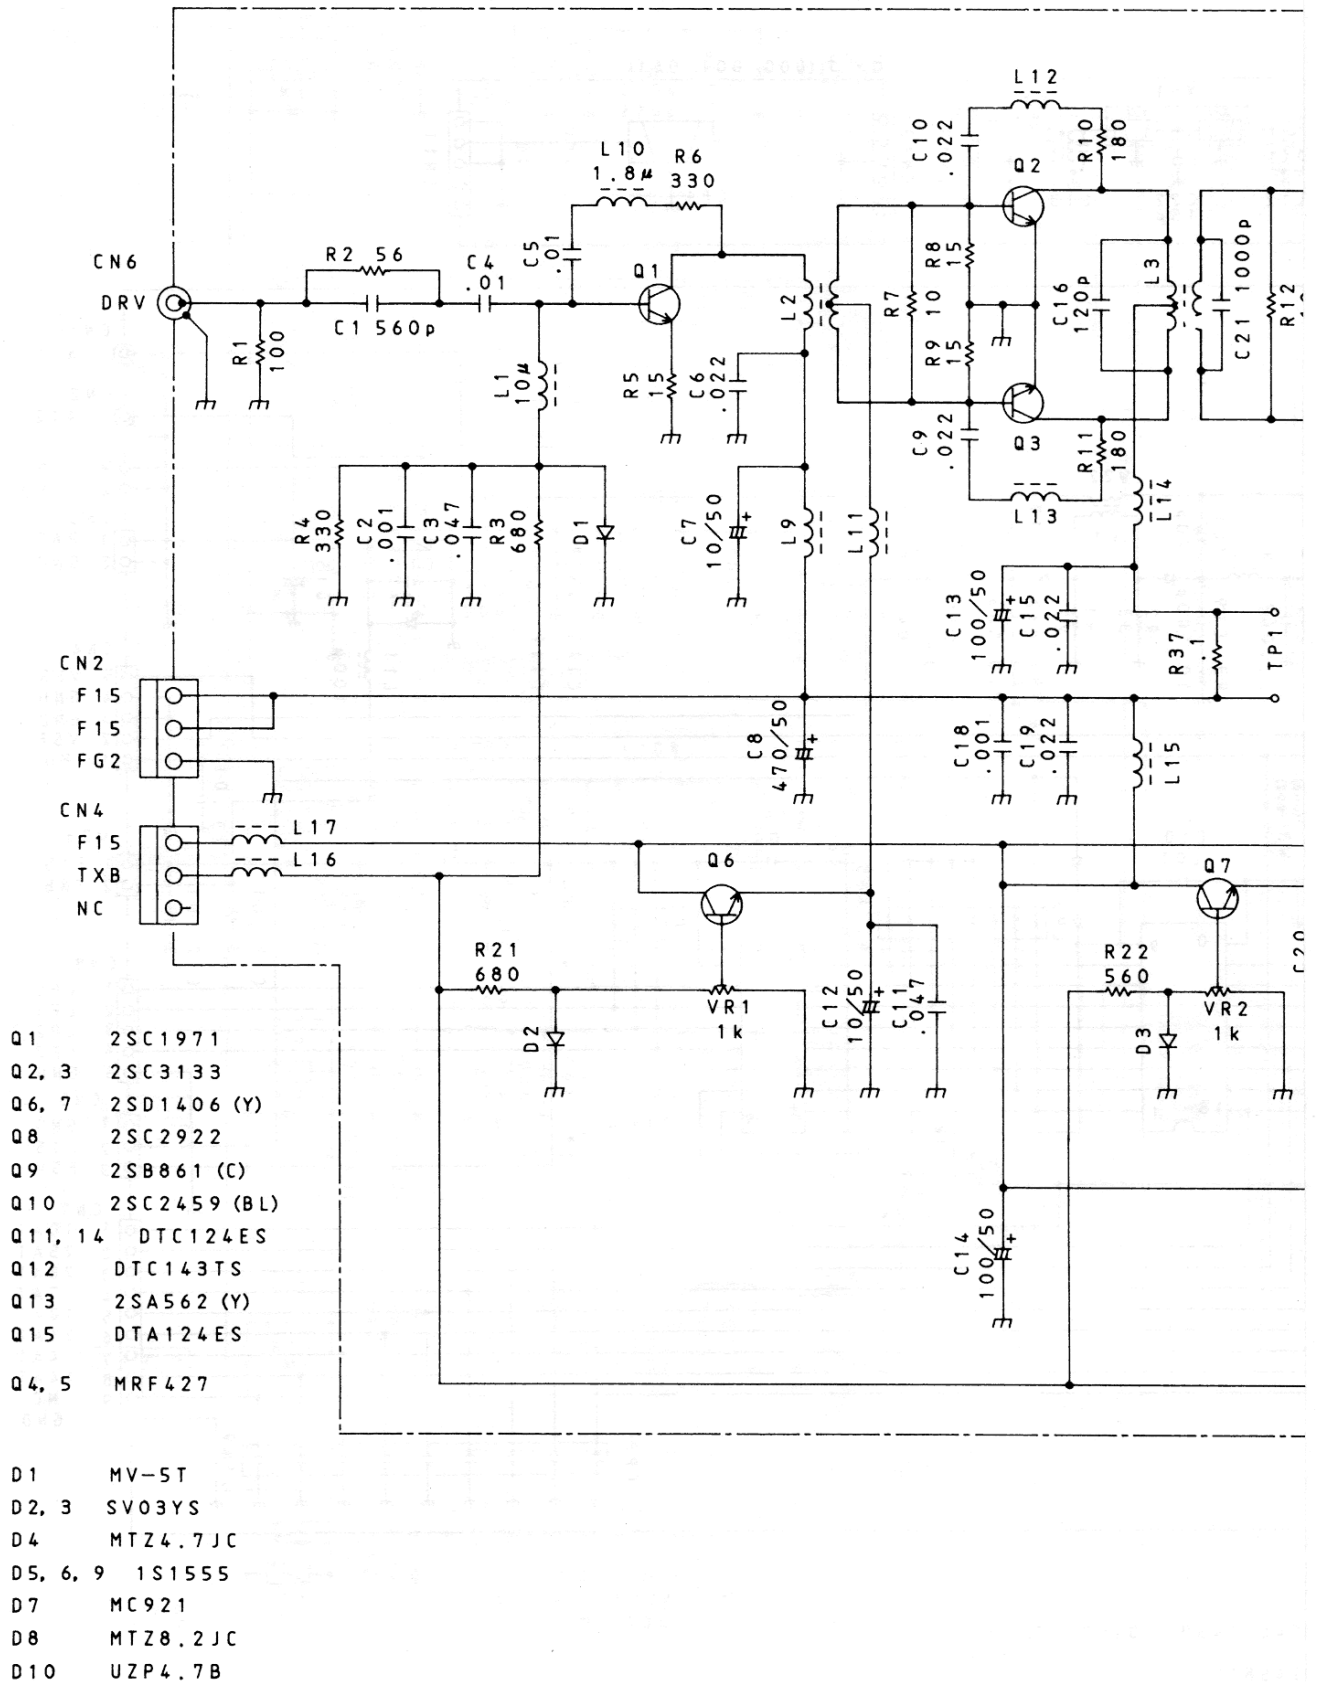 L12
C10
.022
R10
180
L10
1.8μ
R6
330
Q2
CN6
DRV
R2 56
C4
.01
C5
.01
Q1
L2
R7
10
R8
15
C16
120p
L3
C21 1000p
R12
C1 560p
R1
100
L1
10μ
R5
15
C6
.022
R9
15
Q3
C9
.022
R11
180
L13
L14
R4
330
C2
.001
C3
.047
R3
680
D1
C7
10/50
L9
L11
C13
100/50
C15
.022
R37
.1
TP1
CN2
F15
F15
FG2
C8
470/50
C18
.001
C19
.022
L15
CN4
F15
TXB
NC
L17
L16
Q6
Q7
R21
680
D2
VR1
1k
C12
10/50
C11
.047
R22
560
D3
VR2
1k
C20
C14
100/50
Q1 2SC1971
Q2, 3 2SC3133
Q6, 7 2SD1406 (Y)
Q8 2SC2922
Q9 2SB861 (C)
Q10 2SC2459 (BL)
Q11, 14 DTC124ES
Q12 DTC143TS
Q13 2SA562 (Y)
Q15 DTA124ES
Q4, 5 MRF427
D1 MV-5T
D2, 3 SV03YS
D4 MTZ4.7JC
D5, 6, 9 1S1555
D7 MC921
D8 MTZ8.2JC
D10 UZP4.7B